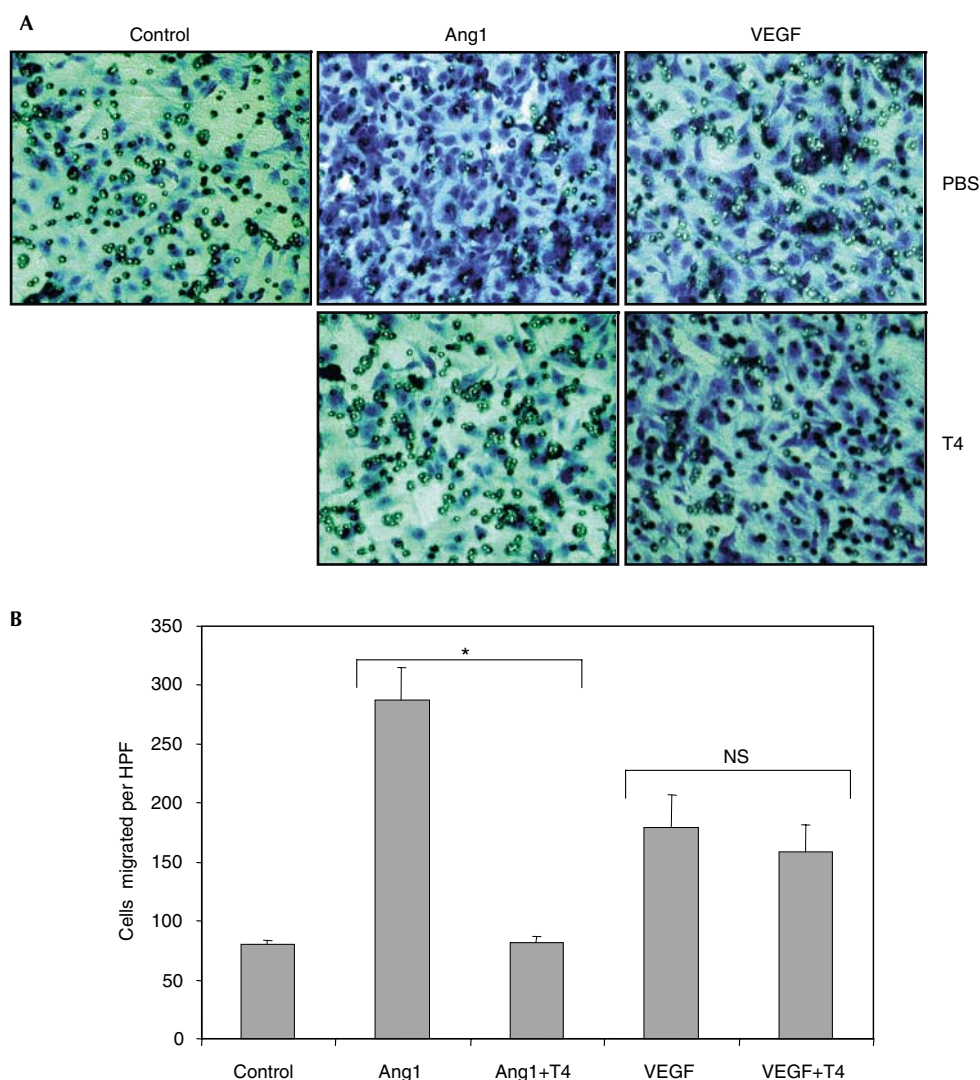 A
Control Ang1 VEGF
PBS
T4
B
350
300
250
200
150
100
50
0
Cells migrated per HPF
*
NS
Control Ang1 Ang1+T4 VEGF VEGF+T4